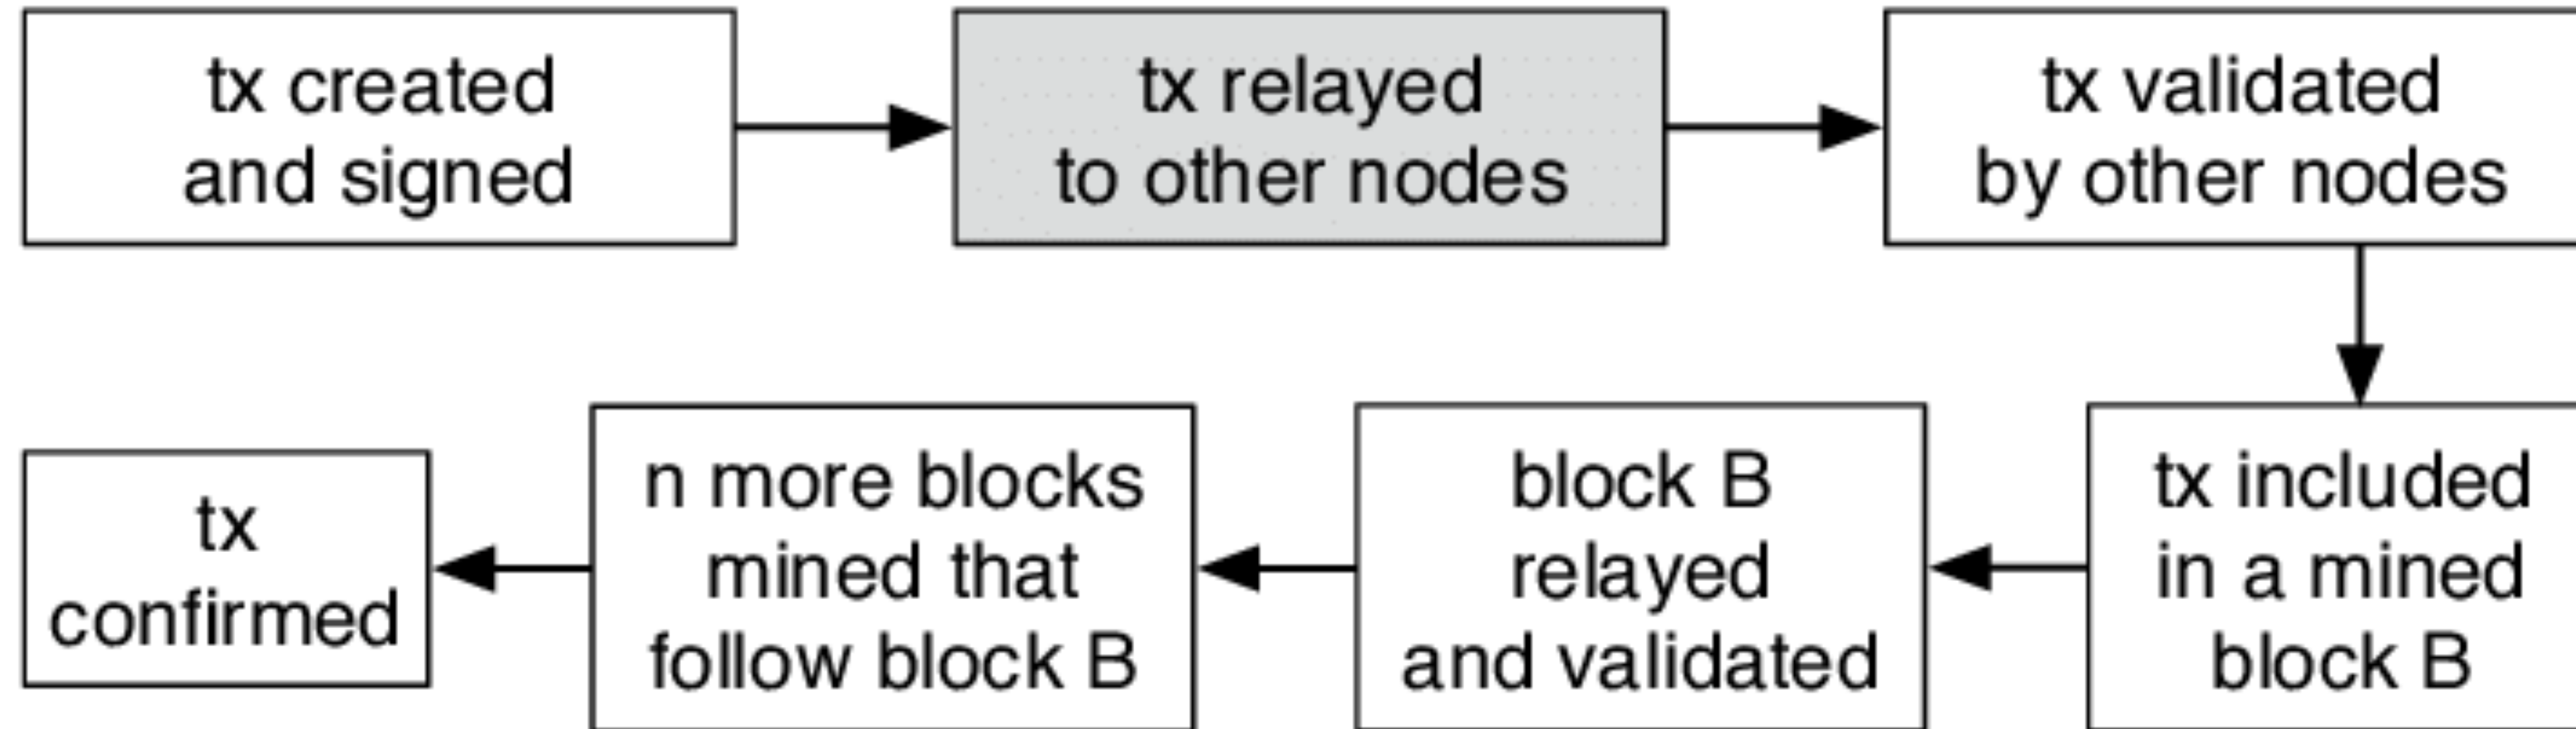 tx created
and signed
tx relayed
to other nodes
tx validated
by other nodes
tx included
in a mined
block B
block B
relayed
and validated
n more blocks
mined that
follow block B
tx
confirmed